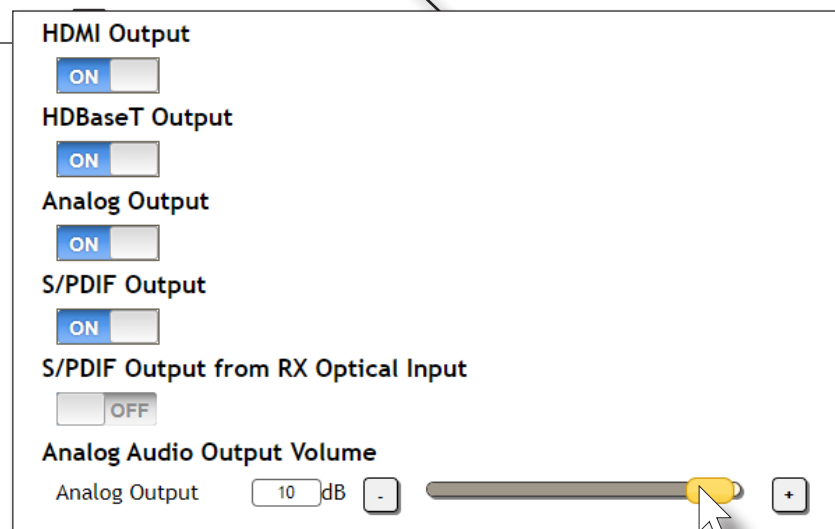 HDMI Output
ON
HDBaseT Output
ON
Analog Output
ON
S/PDIF Output
ON
S/PDIF Output from RX Optical Input
OFF
Analog Audio Output Volume
Analog Output 10 dB - +